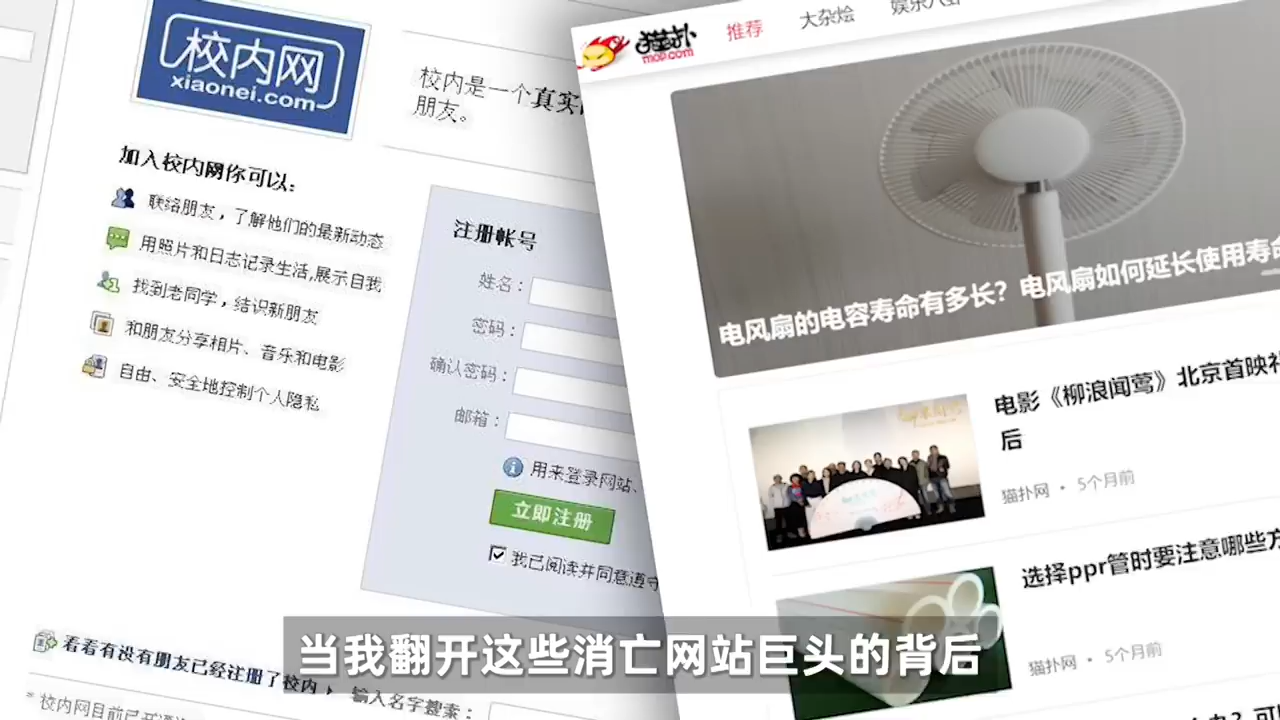 校内网
xiaonei.com
校内是一个真实
朋友。
加入校内网你可以:
联络朋友，了解他们的最新动态
用照片和日志记录生活,展示自我
找到老同学，结识新朋友
和朋友分享相片、音乐和电影
自由、安全地控制个人隐私
注册帐号
姓名：
密码：
确认密码：
邮箱：
用来登录网站、
立即注册
我已阅读并同意遵守
看看有没有朋友已经注册了校内
输入名字搜索：
* 校内网目前已开
猫扑
mop.com
推荐
大杂烩
娱乐八卦
电风扇的电容寿命有多长？电风扇如何延长使用寿命
电影《柳浪闻莺》北京首映礼
后
猫扑网 • 5个月前
选择ppr管时要注意哪些方
猫扑网 • 5个月前
当我翻开这些消亡网站巨头的背后